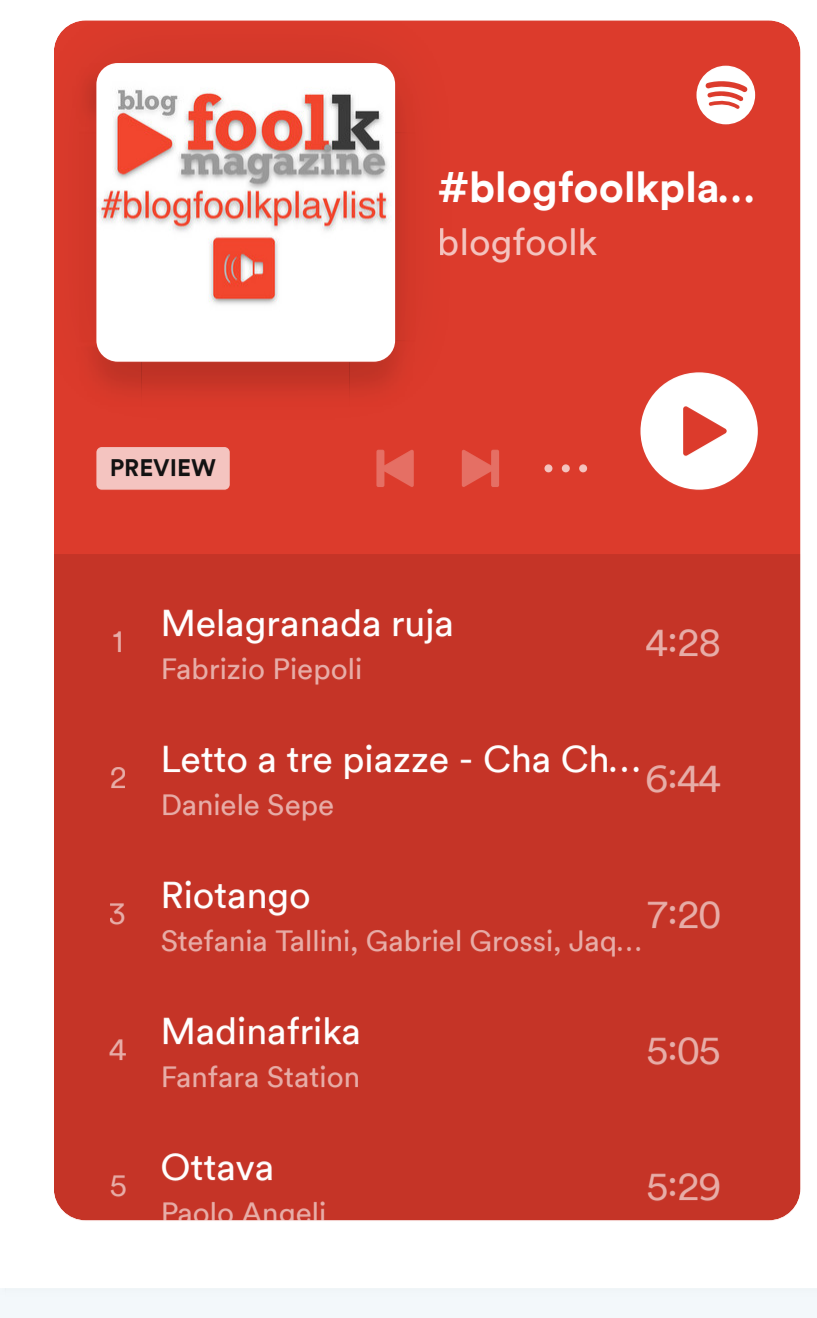 blog
foolk
magazine
#blogfoolkplaylist
#blogfoolkpla...
blogfoolk
PREVIEW
1 Melagranada ruja 4:28
Fabrizio Piepoli
2 Letto a tre piazze - Cha Ch... 6:44
Daniele Sepe
3 Riotango 7:20
Stefania Tallini, Gabriel Grossi, Jaq...
4 Madinafrika 5:05
Fanfara Station
5 Ottava 5:29
Paolo Angeli